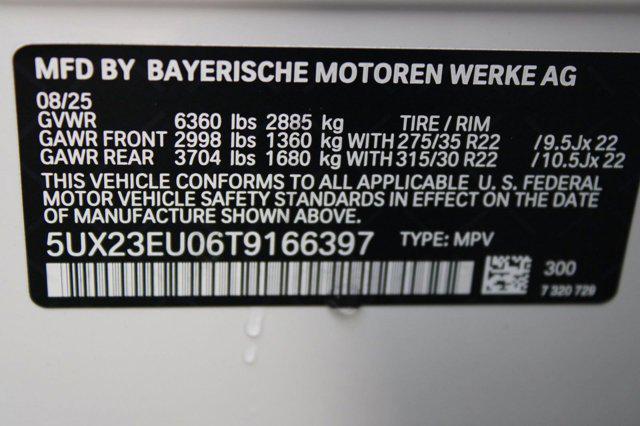 MFD BY BAYERISCHE MOTOREN WERKE AG
08/25
GVWR 6360 lbs 2885 kg TIRE / RIM
GAWR FRONT 2998 lbs 1360 kg WITH 275/35 R22 / 9.5Jx 22
GAWR REAR 3704 lbs 1680 kg WITH 315/30 R22 / 10.5Jx 22
THIS VEHICLE CONFORMS TO ALL APPLICABLE U. S. FEDERAL
MOTOR VEHICLE SAFETY STANDARDS IN EFFECT ON THE
DATE OF MANUFACTURE SHOWN ABOVE.
5UX23EU06T9166397 TYPE: MPV
300
7 320 729